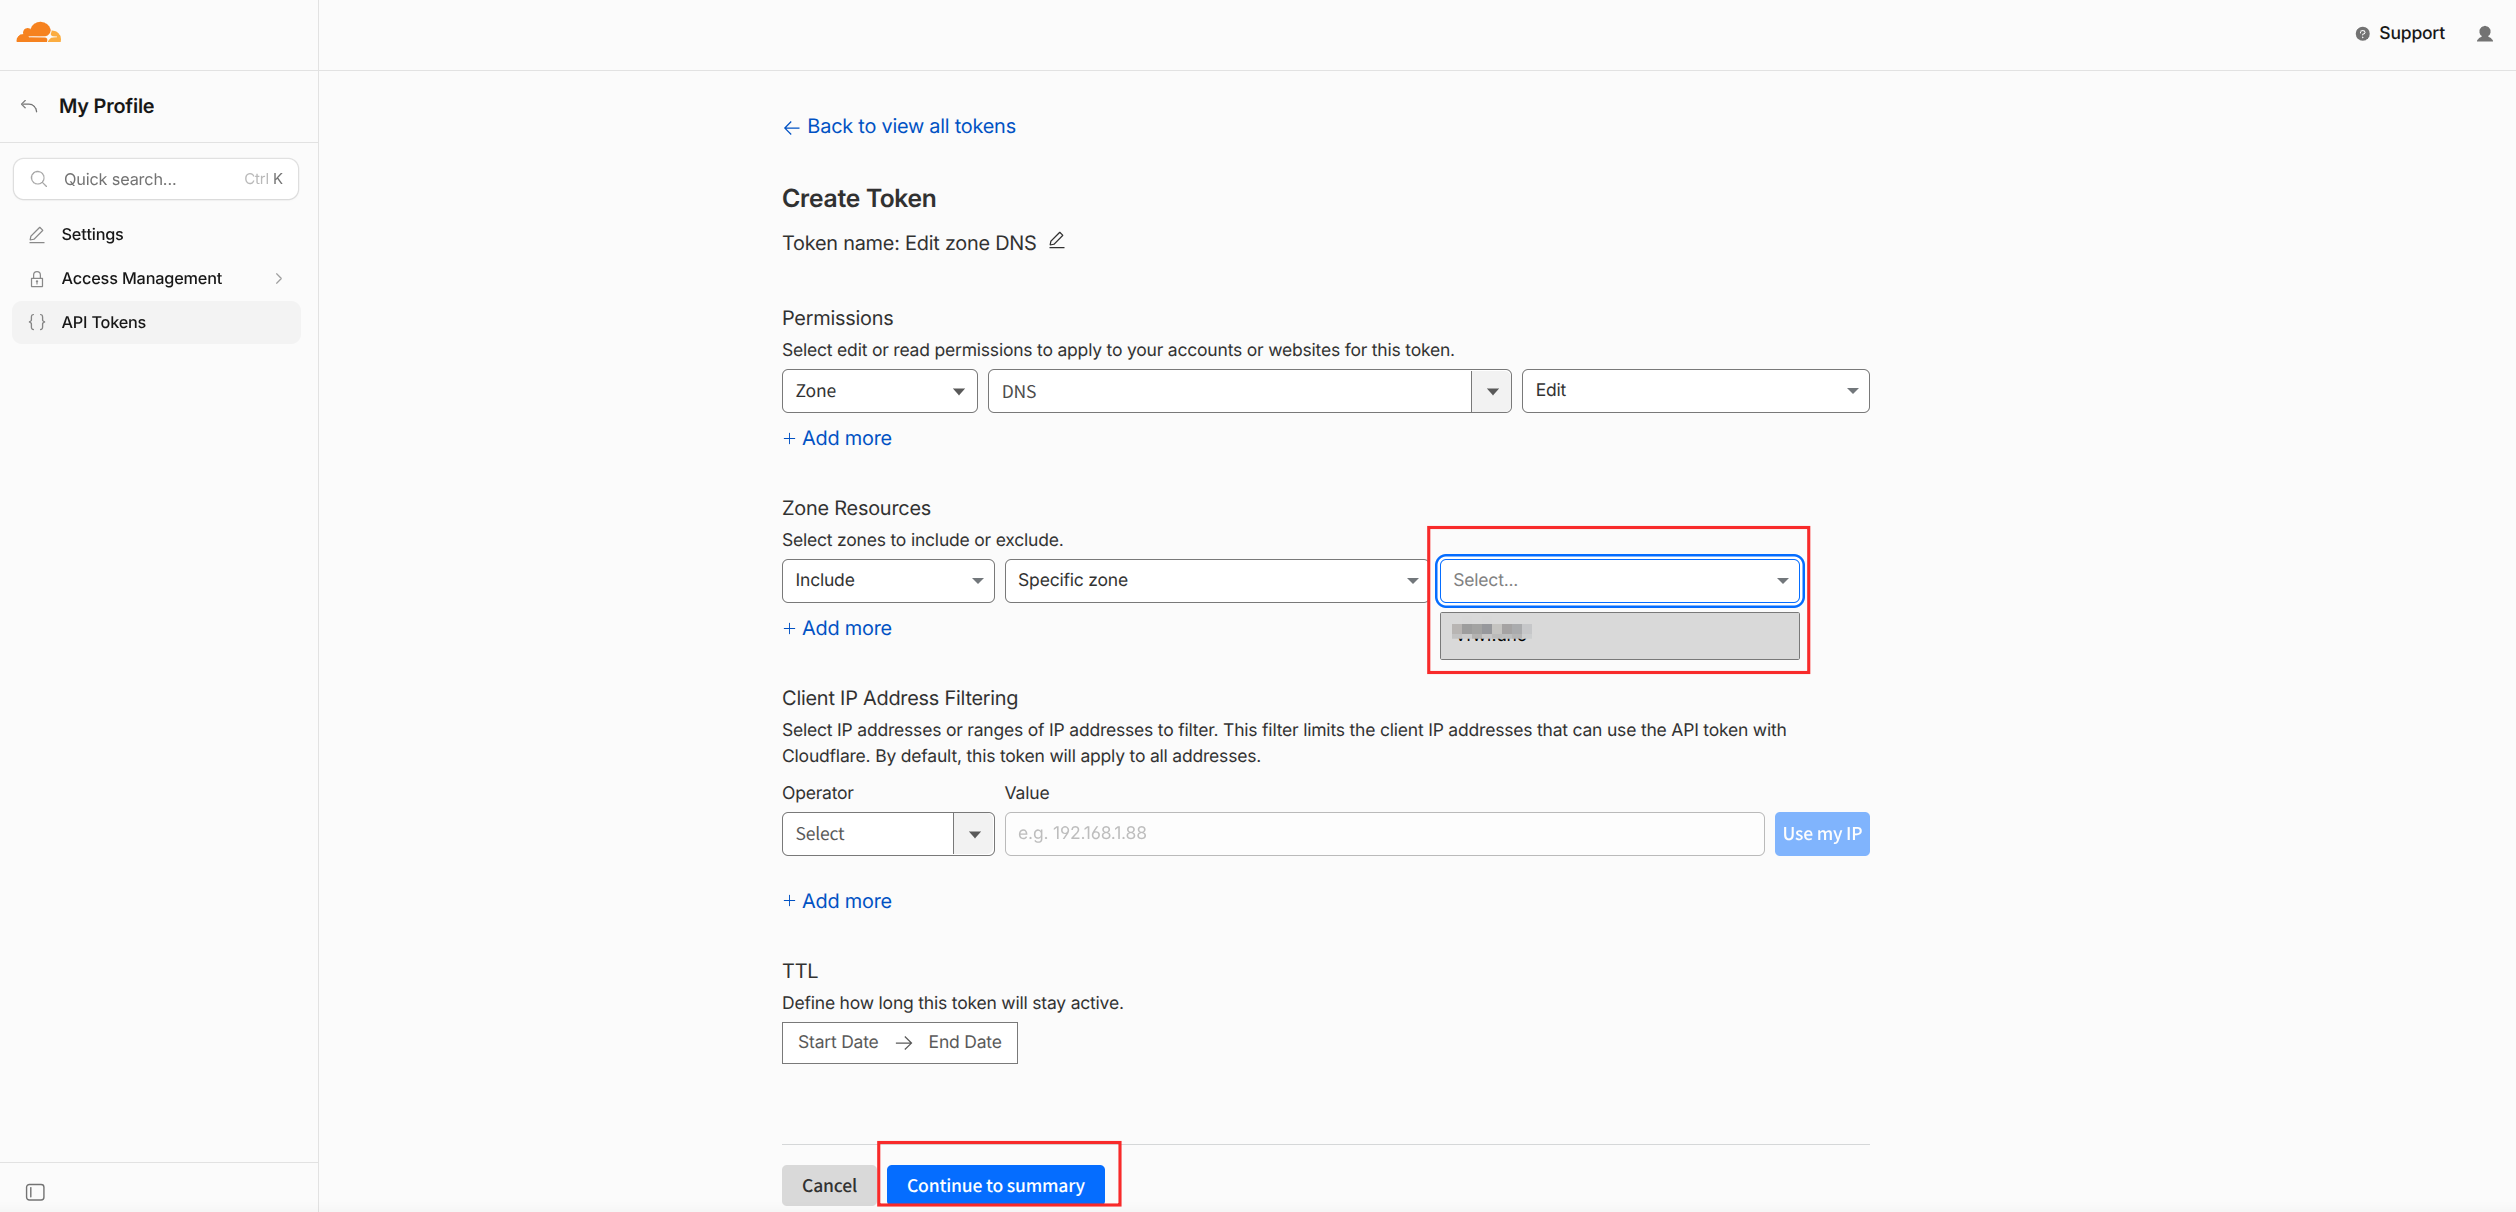 Support
My Profile
Quick search... Ctrl K
Settings
Access Management
API Tokens
Back to view all tokens
Create Token
Token name: Edit zone DNS
Permissions
Select edit or read permissions to apply to your accounts or websites for this token.
Zone DNS Edit
+ Add more
Zone Resources
Select zones to include or exclude.
Include Specific zone Select...
+ Add more
Client IP Address Filtering
Select IP addresses or ranges of IP addresses to filter. This filter limits the client IP addresses that can use the API token with
Cloudflare. By default, this token will apply to all addresses.
Operator Value
Select e.g. 192.168.1.88 Use my IP
+ Add more
TTL
Define how long this token will stay active.
Start Date → End Date
Cancel Continue to summary